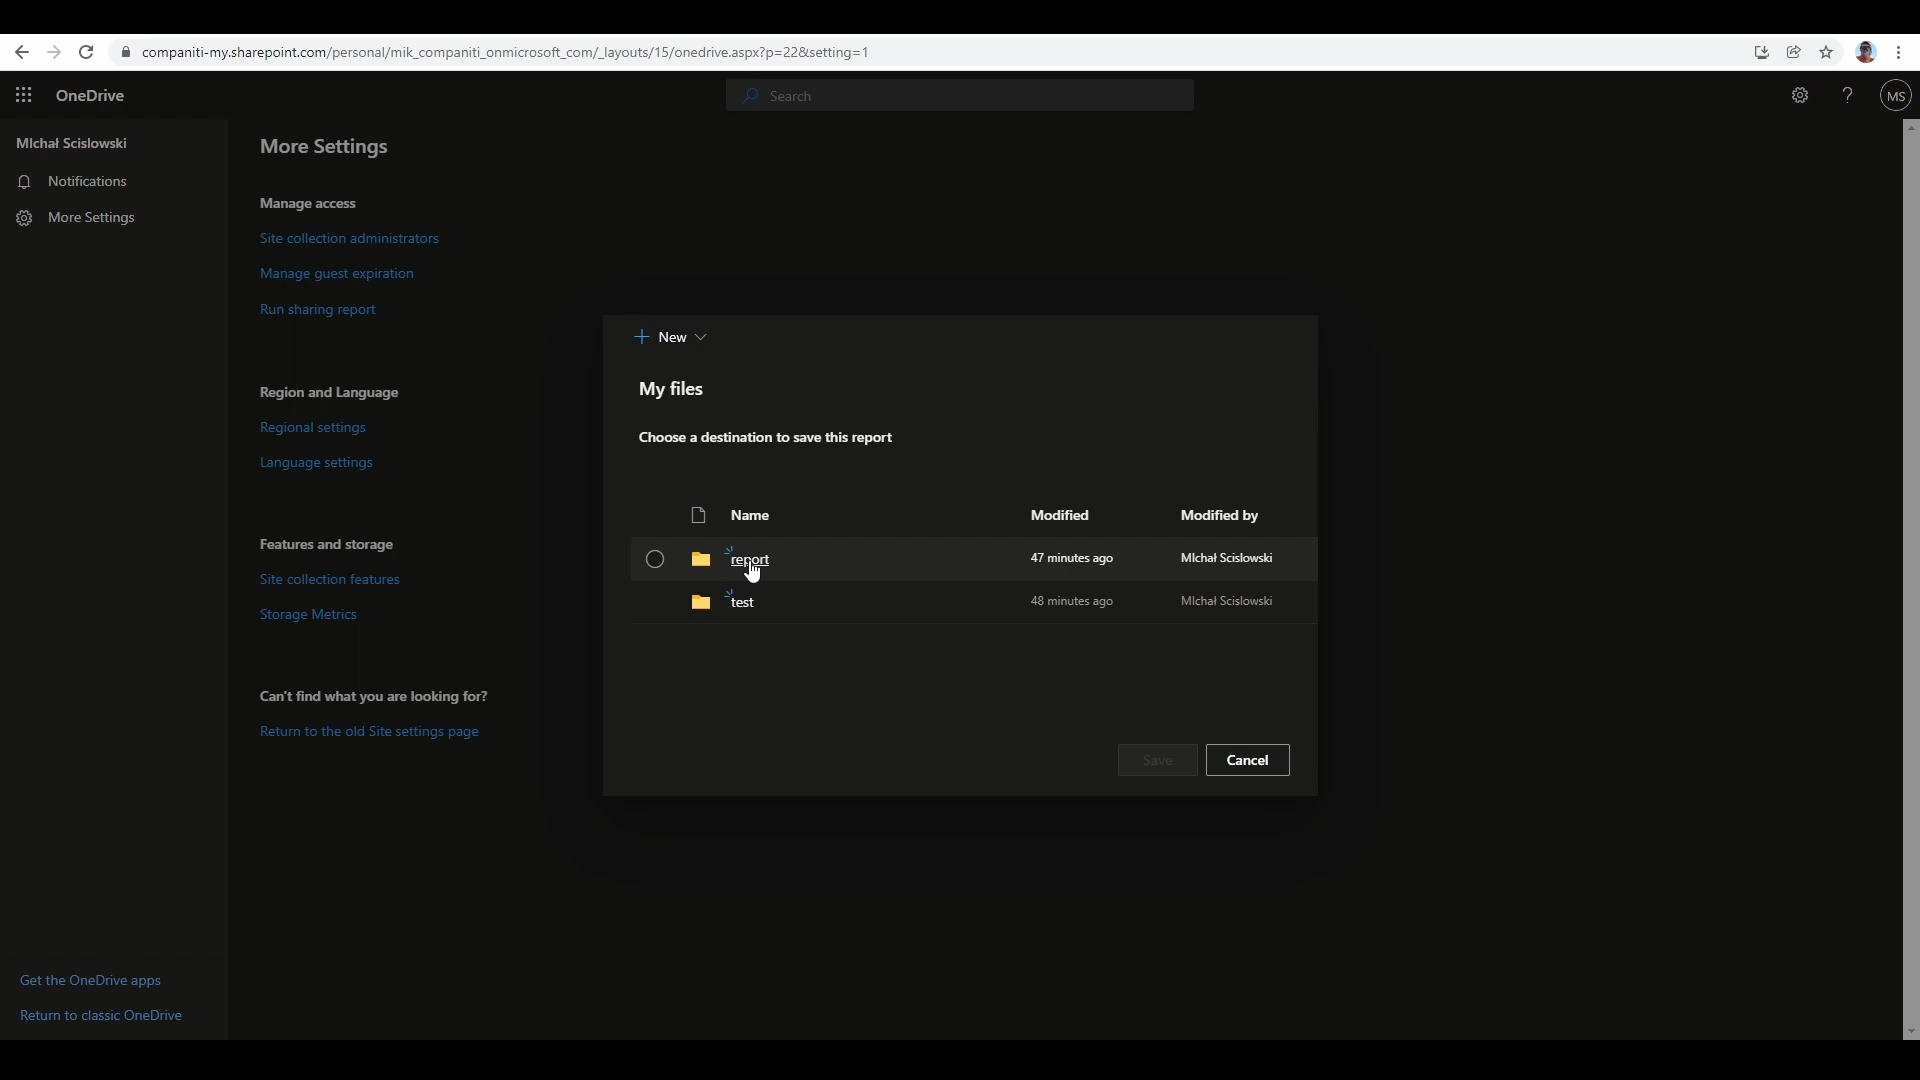 companiti-my.sharepoint.com/personal/mik_companiti_onmicrosoft_com/_layouts/15/onedrive.aspx?p=22&setting=1
OneDrive
Search
?
MS
MIchał Scislowski
Notifications
More Settings
More Settings
Manage access
Site collection administrators
Manage guest expiration
Run sharing report
Region and Language
Regional settings
Language settings
Features and storage
Site collection features
Storage Metrics
Can't find what you are looking for?
Return to the old Site settings page
New
My files
Choose a destination to save this report
Name Modified Modified by
report 47 minutes ago MIchał Scislowski
test 48 minutes ago MIchał Scislowski
Save Cancel
Get the OneDrive apps
Return to classic OneDrive